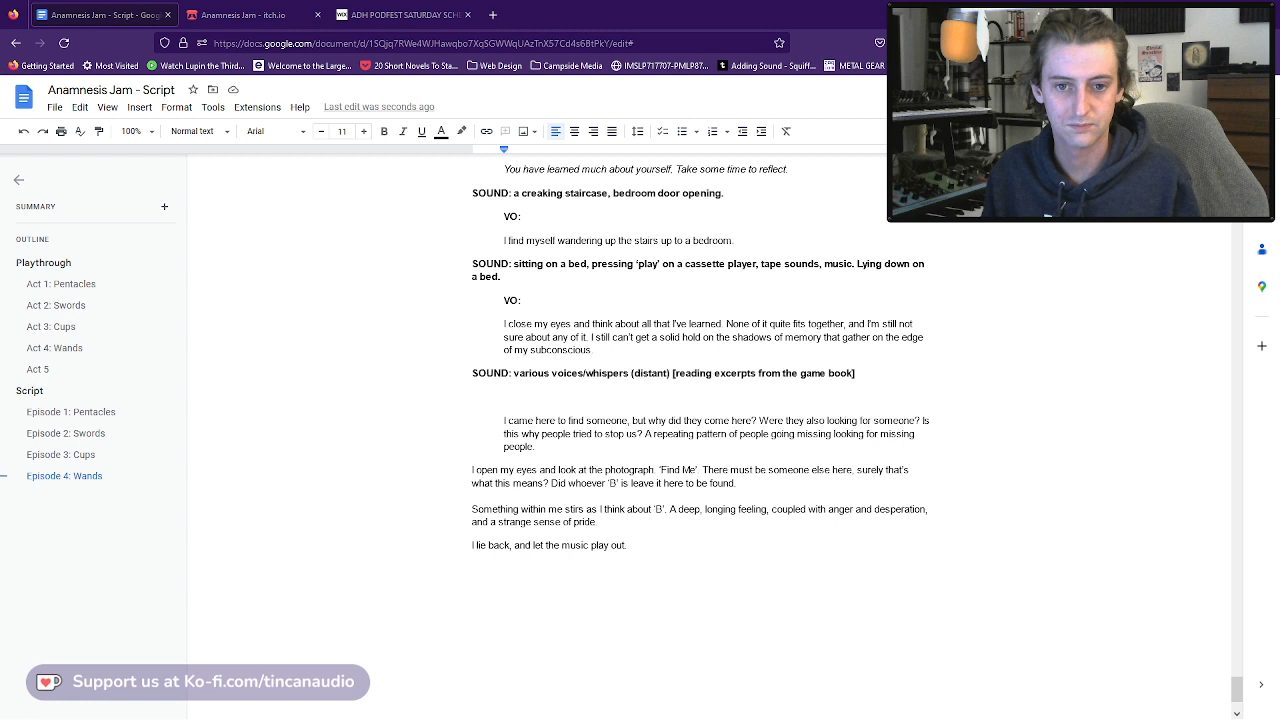 Anamnesis Jam - Script - Goog
Anamnesis Jam - itch.io
WiX ADH PODFEST SATURDAY SCHE
https://docs.google.com/document/d/1SQjq7RWe4WJHawqbo7XqSGWWqUAzTnXS7Cd4s6BtPkY/edit#
Getting Started
Most Visited
Watch Lupin the Third...
Welcome to the Large...
20 Short Novels To Sta...
Web Design
Campside Media
IMSLP717707-PMLP87...
Adding Sound - Squiff...
METAL GEAR
Anamnesis Jam - Script
File Edit View Insert Format Tools Extensions Help Last edit was seconds ago
100% Normal text Arial 11
SUMMARY
OUTLINE
Playthrough
Act 1: Pentacles
Act 2: Swords
Act 3: Cups
Act 4: Wands
Act 5
Script
Episode 1: Pentacles
Episode 2: Swords
Episode 3: Cups
Episode 4: Wands
You have learned much about yourself. Take some time to reflect.
SOUND: a creaking staircase, bedroom door opening.
VO:
I find myself wandering up the stairs up to a bedroom.
SOUND: sitting on a bed, pressing ‘play’ on a cassette player, tape sounds, music. Lying down on
a bed.
VO:
I close my eyes and think about all that I’ve learned. None of it quite fits together, and I’m still not
sure about any of it. I still can’t get a solid hold on the shadows of memory that gather on the edge
of my subconscious.
SOUND: various voices/whispers (distant) [reading excerpts from the game book]
I came here to find someone, but why did they come here? Were they also looking for someone? Is
this why people tried to stop us? A repeating pattern of people going missing looking for missing
people.
I open my eyes and look at the photograph. ‘Find Me’. There must be someone else here, surely that’s
what this means? Did whoever ‘B’ is leave it here to be found.
Something within me stirs as I think about ‘B’. A deep, longing feeling, coupled with anger and desperation,
and a strange sense of pride.
I lie back, and let the music play out.
Support us at Ko-fi.com/tincanaudio